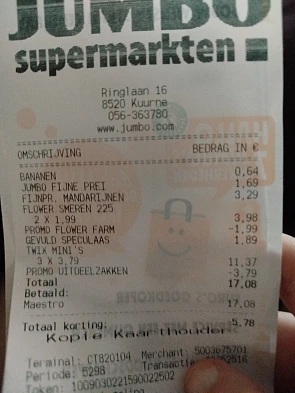 JUMBO
supermarkten
Ringlaan 16
8520 Kuurne
056-363780
www.jumbo.com
OMSCHRIJVING BEDRAG IN €
BANANEN 0,64
JUMBO FIJNE PREI 1,69
FIJNPR. MANDARIJNEN 3,29
FLOWER SMEREN 225
2 X 1,99 3,98
PROMO FLOWER FARM -1,99
GEVULD SPECULAAS 1,89
TWIX MINI'S
3 X 3,79 11,37
PROMO UITDEELZAKKEN -3,79
Totaal 17,08
Betaald:
Maestro 17,08
Totaal korting: 5,78
Kopie Kaarthouder
Terminal: CT820104 Merchant: 5003675701
Periode: 5298 Transactie
Token: 1009030221590022502